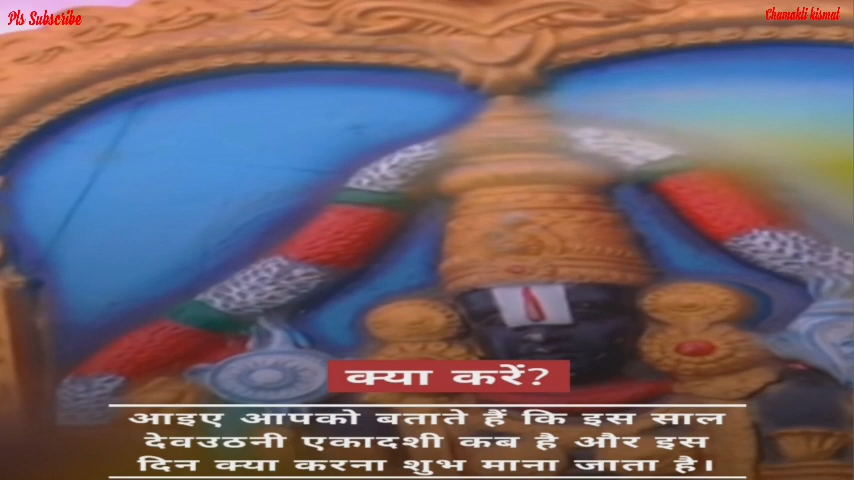 Pls Subscribe
Chamakti kismat
क्या करें?
आइए आपको बताते हैं कि इस साल
देवउठनी एकादशी कब है और इस
दिन क्या करना शुभ माना जाता है।